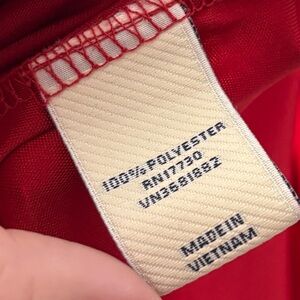 100% POLYESTER
RN17730
VN3681882
MADE IN
VIETNAM